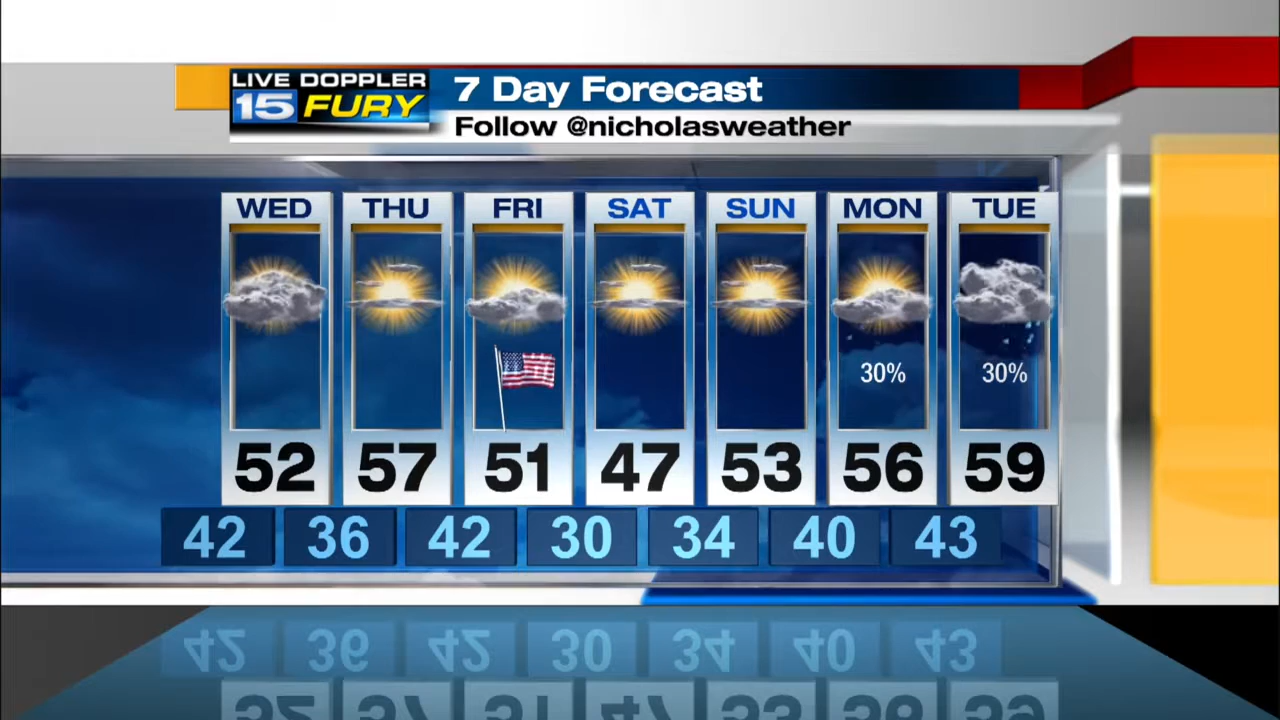 LIVE DOPPLER
15 FURY
7 Day Forecast
Follow @nicholasweather
WED THU FRI SAT SUN MON TUE
30% 30%
52 57 51 47 53 56 59
42 36 42 30 34 40 43